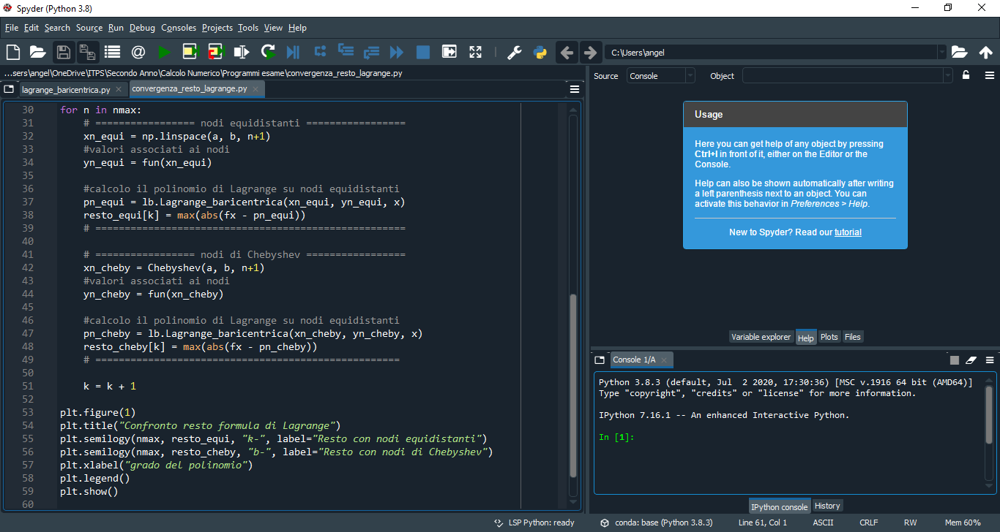 Spyder (Python 3.8)
File Edit Search Source Run Debug Consoles Projects Tools View Help
C:\Users\angel
...sers\angel\OneDrive\ITPS\Secondo Anno\Calcolo Numerico\Programmi esame\convergenza_resto_lagrange.py
lagrange_baricentrica.py convergenza_resto_lagrange.py
30 for n in nmax:
31 # ================= nodi equidistanti =================
32 xn_equi = np.linspace(a, b, n+1)
33 #valori associati ai nodi
34 yn_equi = fun(xn_equi)
35
36 #calcolo il polinomio di Lagrange su nodi equidistanti
37 pn_equi = lb.Lagrange_baricentrica(xn_equi, yn_equi, x)
38 resto_equi[k] = max(abs(fx - pn_equi))
39 # =====================================================
40
41 # ================= nodi di Chebyshev =================
42 xn_cheby = Chebyshev(a, b, n+1)
43 #valori associati ai nodi
44 yn_cheby = fun(xn_cheby)
45
46 #calcolo il polinomio di Lagrange su nodi equidistanti
47 pn_cheby = lb.Lagrange_baricentrica(xn_cheby, yn_cheby, x)
48 resto_cheby[k] = max(abs(fx - pn_cheby))
49 # ====================================================
50
51 k = k + 1
52
53 plt.figure(1)
54 plt.title("Confronto resto formula di Lagrange")
55 plt.semilogy(nmax, resto_equi, "k-", label="Resto con nodi equidistanti")
56 plt.semilogy(nmax, resto_cheby, "b-", label="Resto con nodi di Chebyshev")
57 plt.xlabel("grado del polinomio")
58 plt.legend()
59 plt.show()
60
Source Console Object
Usage
Here you can get help of any object by pressing
Ctrl+I in front of it, either on the Editor or the
Console.
Help can also be shown automatically after writing
a left parenthesis next to an object. You can
activate this behavior in Preferences > Help.
New to Spyder? Read our tutorial
Variable explorer Help Plots Files
Console 1/A
Python 3.8.3 (default, Jul  2 2020, 17:30:36) [MSC v.1916 64 bit (AMD64)]
Type "copyright", "credits" or "license" for more information.
IPython 7.16.1 -- An enhanced Interactive Python.
In [1]:
IPython console History
LSP Python: ready conda: base (Python 3.8.3) Line 61, Col 1 ASCII CRLF RW Mem 60%